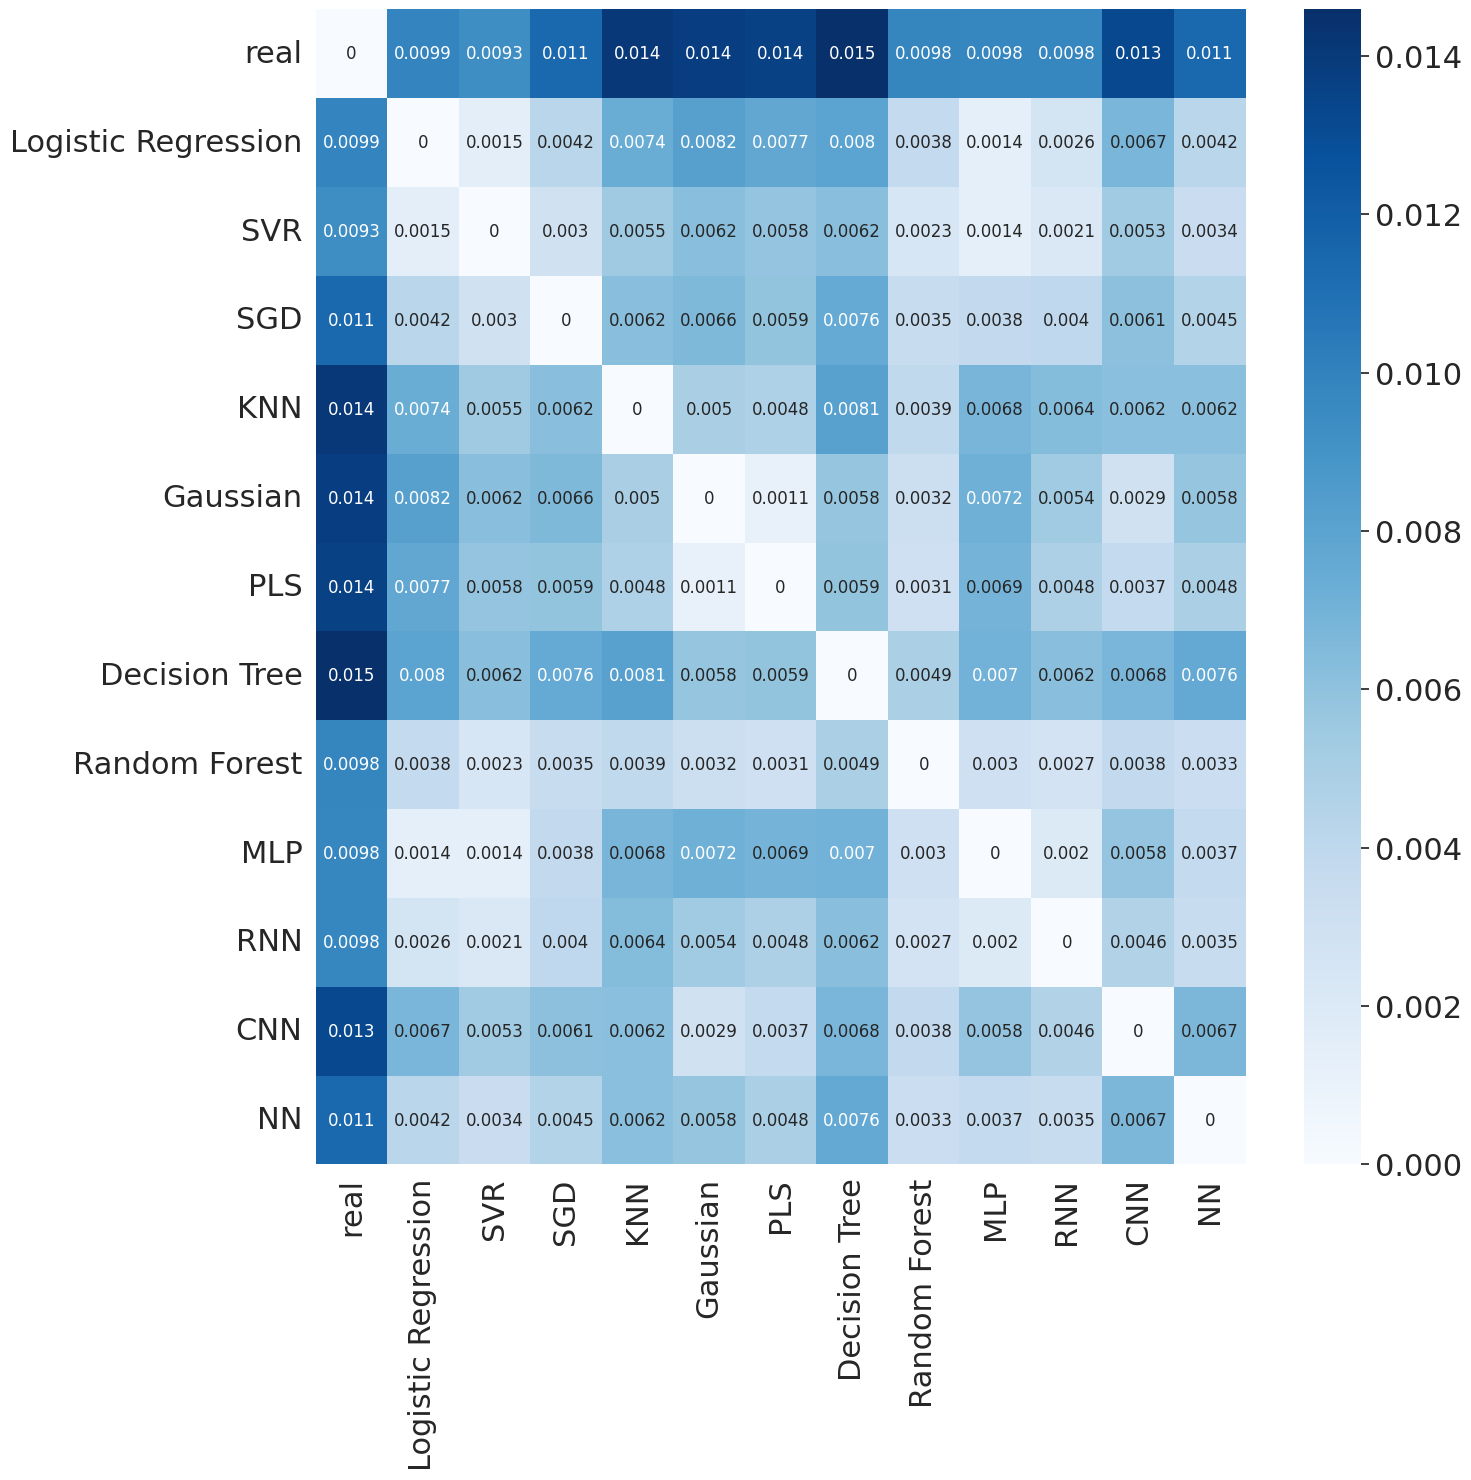 real 0 0.0099 0.0093 0.011 0.014 0.014 0.014 0.015 0.0098 0.0098 0.0098 0.013 0.011
Logistic Regression 0.0099 0 0.0015 0.0042 0.0074 0.0082 0.0077 0.008 0.0038 0.0014 0.0026 0.0067 0.0042
SVR 0.0093 0.0015 0 0.003 0.0055 0.0062 0.0058 0.0062 0.0023 0.0014 0.0021 0.0053 0.0034
SGD 0.011 0.0042 0.003 0 0.0062 0.0066 0.0059 0.0076 0.0035 0.0038 0.004 0.0061 0.0045
KNN 0.014 0.0074 0.0055 0.0062 0 0.005 0.0048 0.0081 0.0039 0.0068 0.0064 0.0062 0.0062
Gaussian 0.014 0.0082 0.0062 0.0066 0.005 0 0.0011 0.0058 0.0032 0.0072 0.0054 0.0029 0.0058
PLS 0.014 0.0077 0.0058 0.0059 0.0048 0.0011 0 0.0059 0.0031 0.0069 0.0048 0.0037 0.0048
Decision Tree 0.015 0.008 0.0062 0.0076 0.0081 0.0058 0.0059 0 0.0049 0.007 0.0062 0.0068 0.0076
Random Forest 0.0098 0.0038 0.0023 0.0035 0.0039 0.0032 0.0031 0.0049 0 0.003 0.0027 0.0038 0.0033
MLP 0.0098 0.0014 0.0014 0.0038 0.0068 0.0072 0.0069 0.007 0.003 0 0.002 0.0058 0.0037
RNN 0.0098 0.0026 0.0021 0.004 0.0064 0.0054 0.0048 0.0062 0.0027 0.002 0 0.0046 0.0035
CNN 0.013 0.0067 0.0053 0.0061 0.0062 0.0029 0.0037 0.0068 0.0038 0.0058 0.0046 0 0.0067
NN 0.011 0.0042 0.0034 0.0045 0.0062 0.0058 0.0048 0.0076 0.0033 0.0037 0.0035 0.0067 0
real
Logistic Regression
SVR
SGD
KNN
Gaussian
PLS
Decision Tree
Random Forest
MLP
RNN
CNN
NN
0.014
0.012
0.010
0.008
0.006
0.004
0.002
0.000